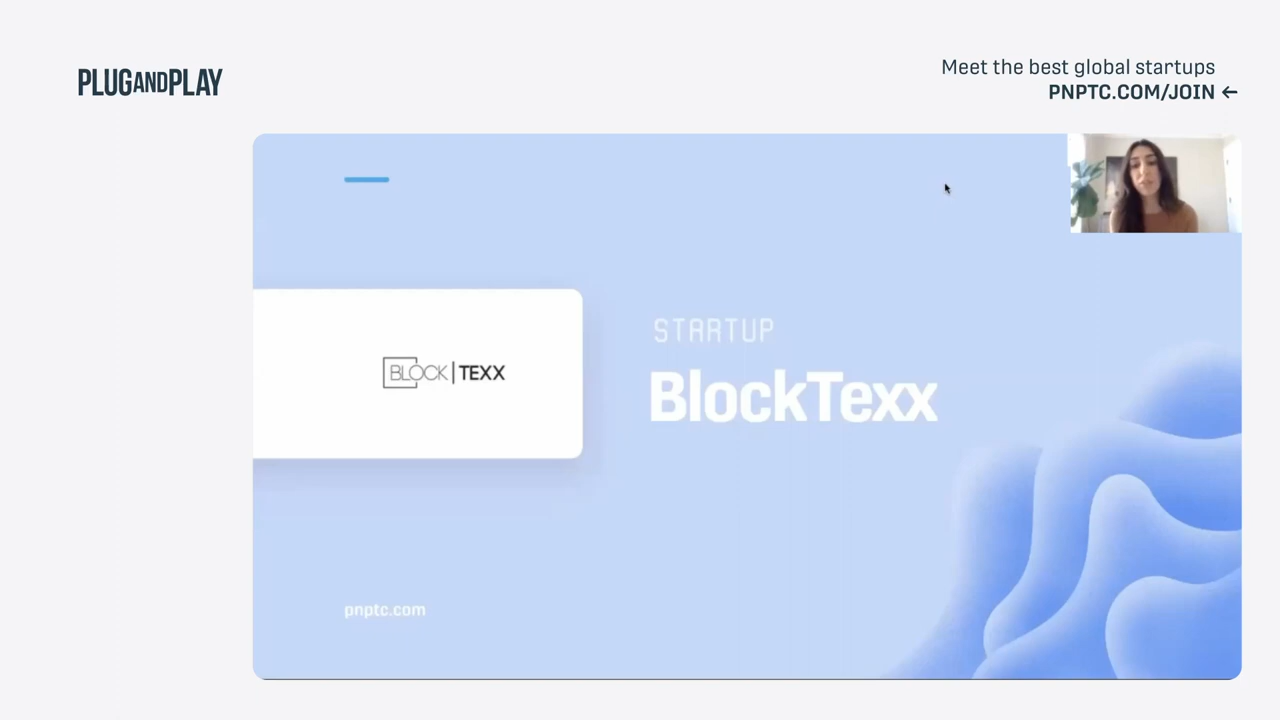 PLUGANDPLAY
Meet the best global startups
PNPTC.COM/JOIN ←
BLOCK|TEXX
STARTUP
BlockTexx
pnptc.com